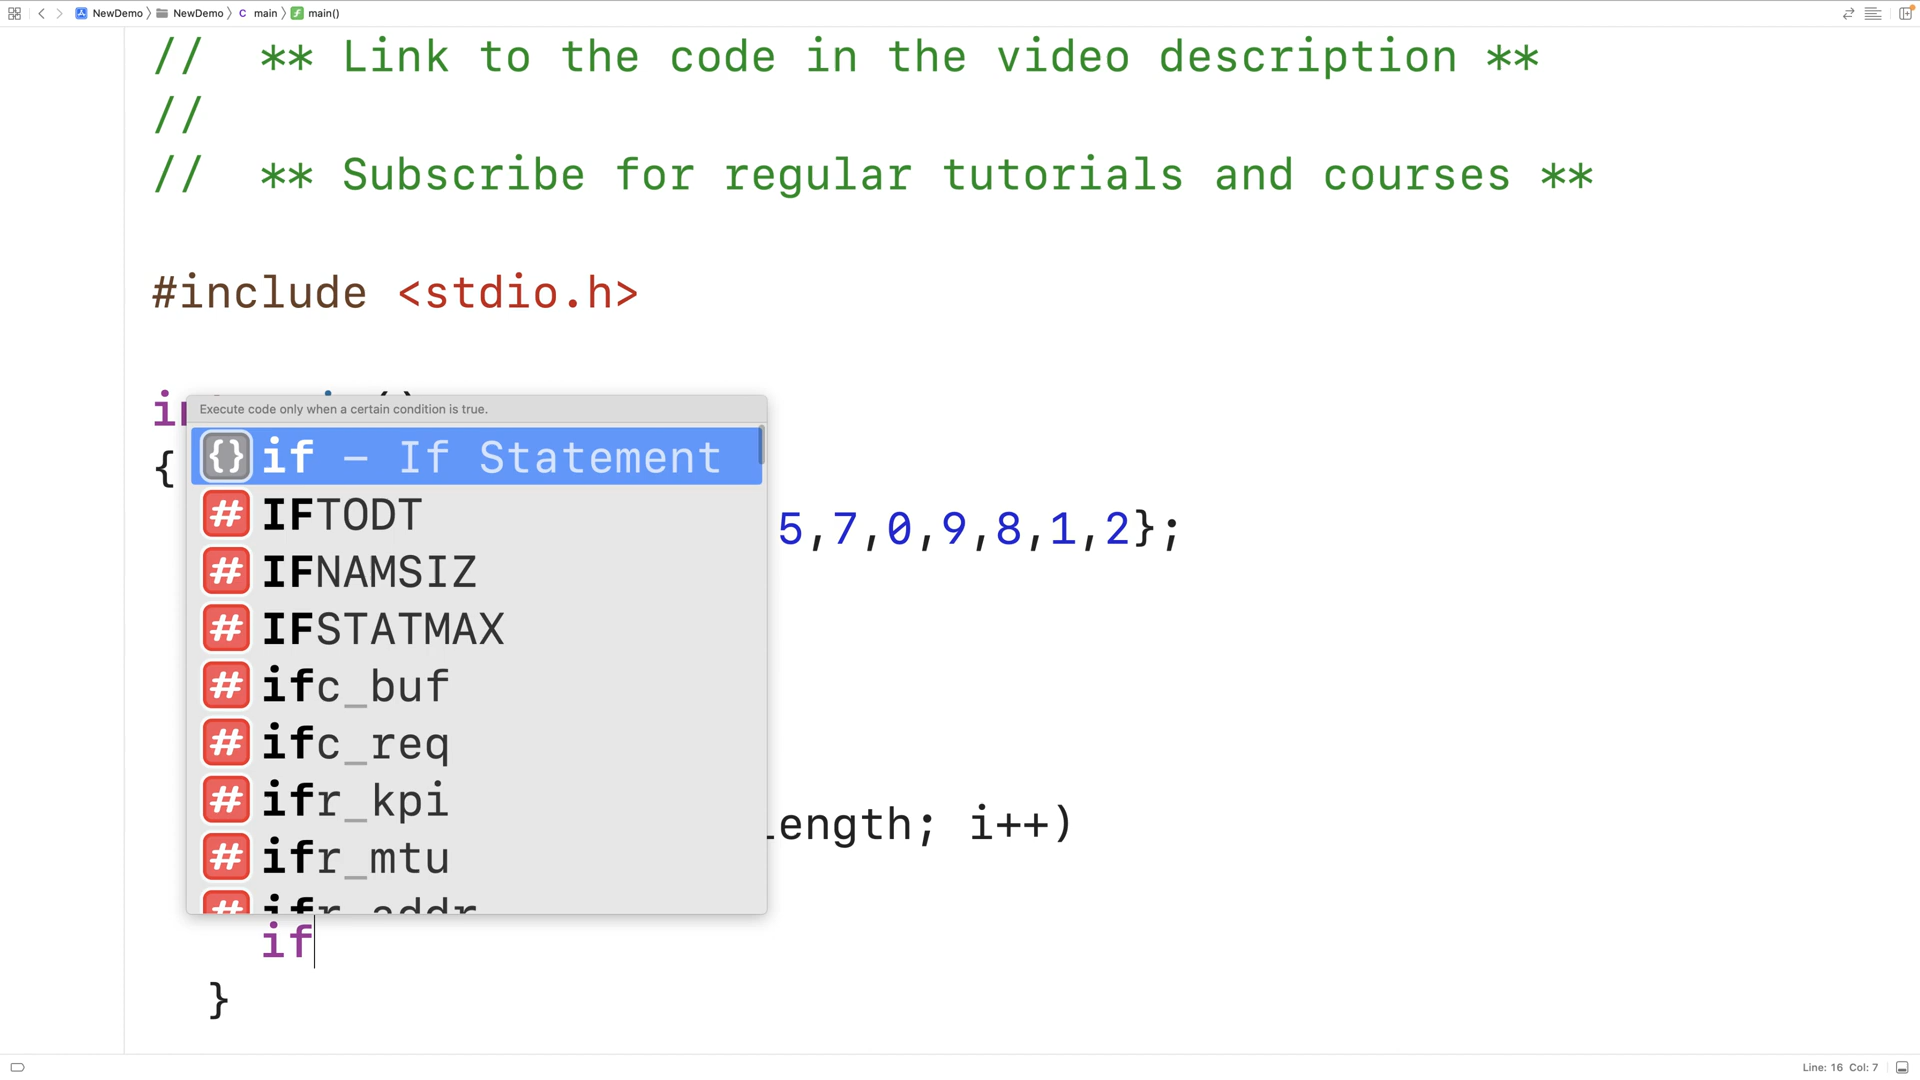 NewDemo NewDemo C main f main()
// ** Link to the code in the video description **
//
// ** Subscribe for regular tutorials and courses **
#include <stdio.h>
Execute code only when a certain condition is true.
{} if – If Statement
{
# IFTODT
5,7,0,9,8,1,2};
# IFNAMSIZ
# IFSTATMAX
# ifc_buf
# ifc_req
# ifr_kpi
length; i++)
# ifr_mtu
# ifr_addr
if
}
Line: 16 Col: 7